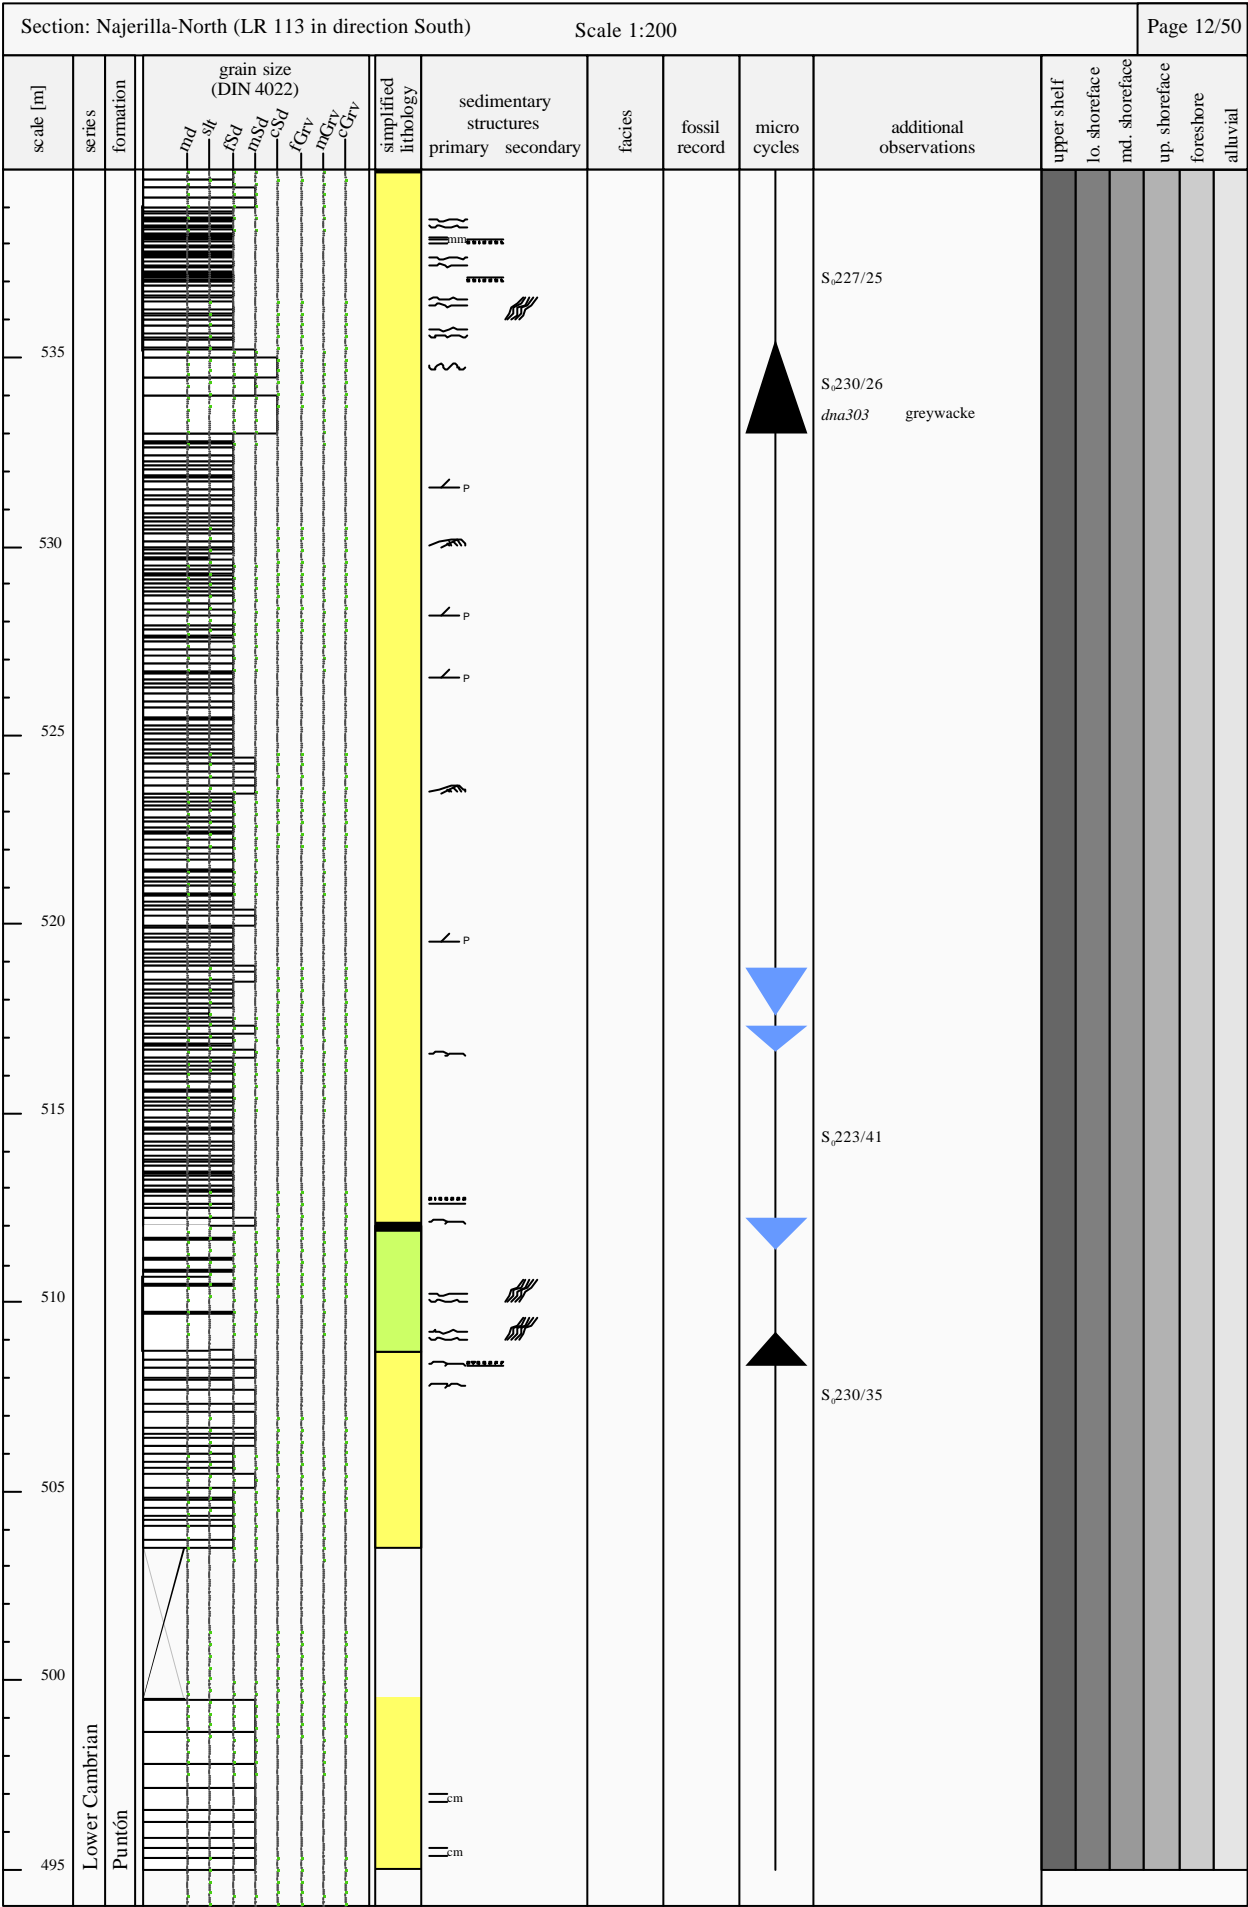 Section: Najerilla-North (LR 113 in direction South) Scale 1:200 Page 12/50
scale [m]
series
formation
grain size
(DIN 4022)
md
slt
fSd
mSd
cSd
fGrv
mGrv
cGrv
simplified
lithology
sedimentary
structures
primary secondary
facies
fossil
record
micro
cycles
additional
observations
upper shelf
lo. shoreface
md. shoreface
up. shoreface
foreshore
alluvial
mm
S₀227/25
535
S₀230/26
dna303 greywacke
P
530
P
P
525
520
P
515
S₀223/41
510
S₀230/35
505
500
Lower Cambrian
Puntón
cm
cm
495